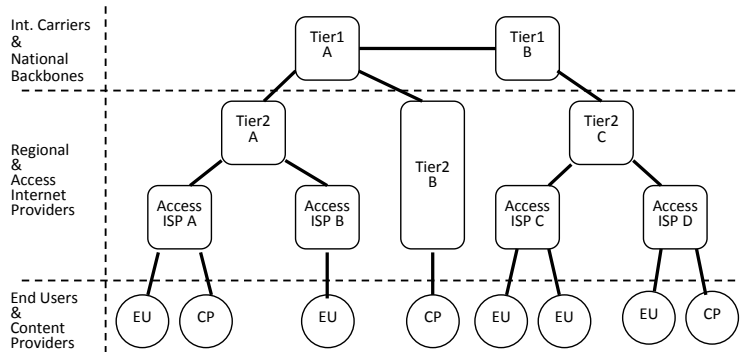 Int. Carriers
&
National
Backbones
Tier1
A
Tier1
B
Regional
&
Access
Internet
Providers
Tier2
A
Tier2
B
Tier2
C
Access
ISP A
Access
ISP B
Access
ISP C
Access
ISP D
End Users
&
Content
Providers
EU
CP
EU
CP
EU
EU
EU
CP